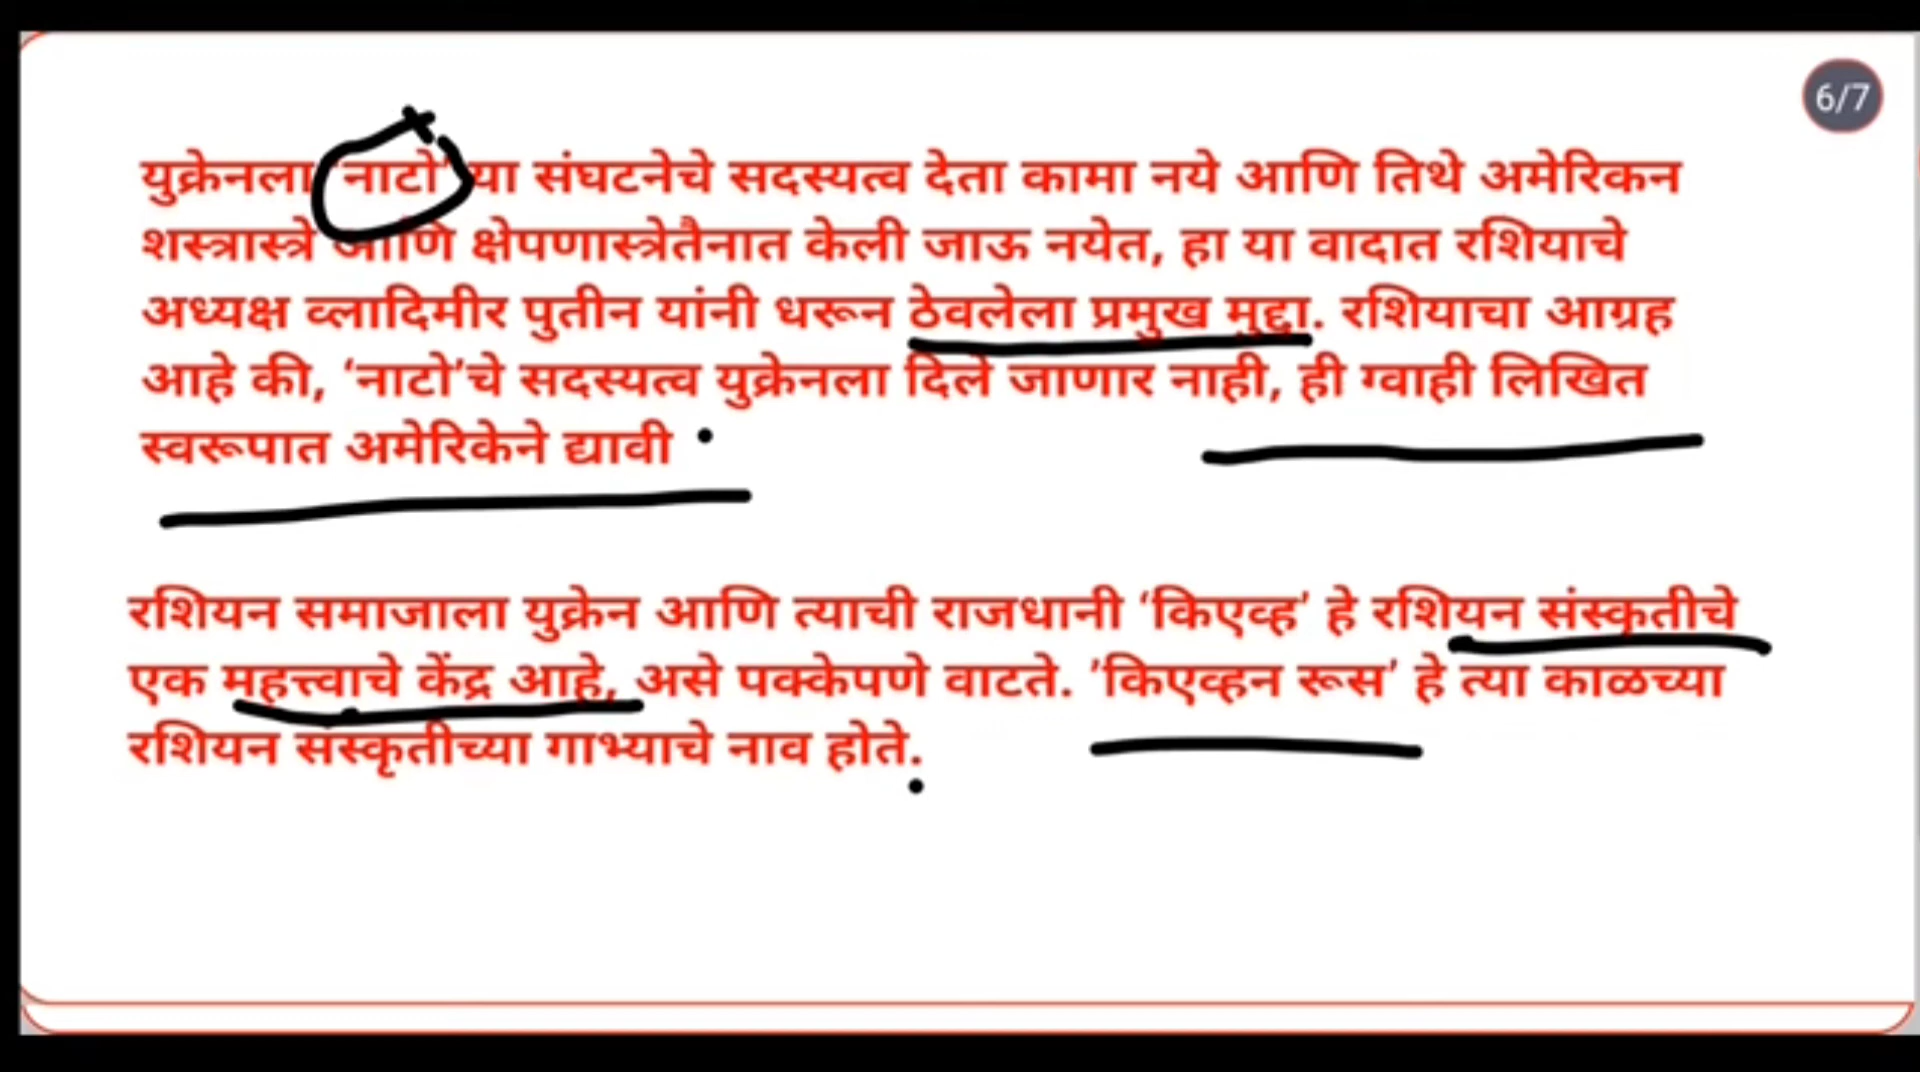 6/7
युक्रेनला 'नाटो' या संघटनेचे सदस्यत्व देता कामा नये आणि तिथे अमेरिकन
शस्त्रास्त्रे आणि क्षेपणास्त्रेतैनात केली जाऊ नयेत, हा या वादात रशियाचे
अध्यक्ष व्लादिमीर पुतीन यांनी धरून ठेवलेला प्रमुख मुद्दा. रशियाचा आग्रह
आहे की, 'नाटो'चे सदस्यत्व युक्रेनला दिले जाणार नाही, ही ग्वाही लिखित
स्वरूपात अमेरिकेने द्यावी
रशियन समाजाला युक्रेन आणि त्याची राजधानी 'किएव्ह' हे रशियन संस्कृतीचे
एक महत्त्वाचे केंद्र आहे, असे पक्केपणे वाटते. 'किएव्हन रूस' हे त्या काळच्या
रशियन संस्कृतीच्या गाभ्याचे नाव होते.